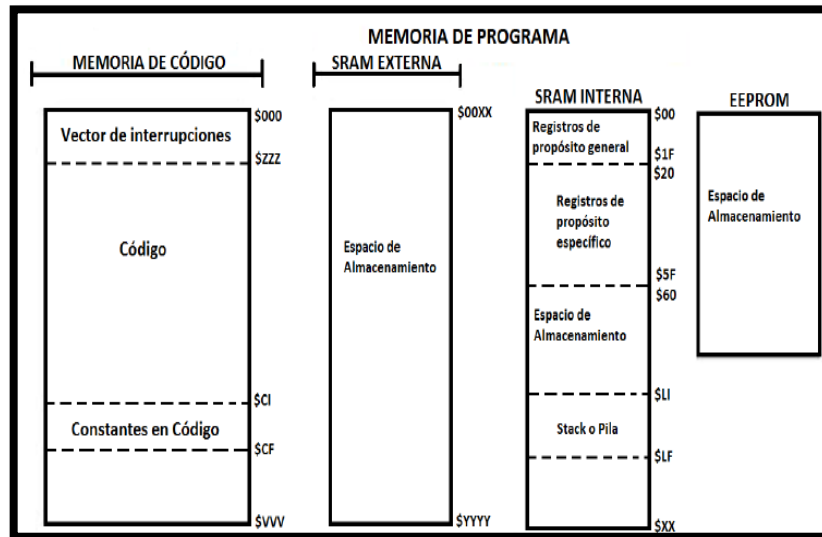 MEMORIA DE PROGRAMA
MEMORIA DE CÓDIGO
SRAM EXTERNA
SRAM INTERNA
EEPROM
$000
Vector de interrupciones
$ZZZ
Código
$CI
Constantes en Código
$CF
$VVV
$00XX
Espacio de
Almacenamiento
$YYYY
$00
Registros de
propósito general
$1F
$20
Registros de
propósito
específico
$5F
$60
Espacio de
Almacenamiento
$LI
Stack o Pila
$LF
$XX
Espacio de
Almacenamiento